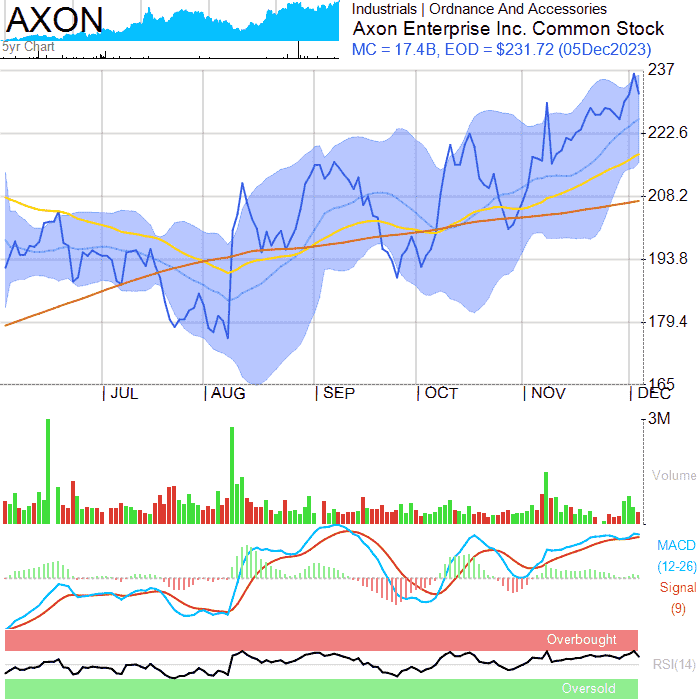 AXON
5yr Chart
Industrials | Ordnance And Accessories
Axon Enterprise Inc. Common Stock
MC = 17.4B, EOD = $231.72 (05Dec2023)
237
222.6
208.2
193.8
179.4
165
| JUL | AUG | SEP | OCT | NOV | DEC
3M
Volume
MACD
(12-26)
Signal
(9)
Overbought
RSI(14)
Oversold